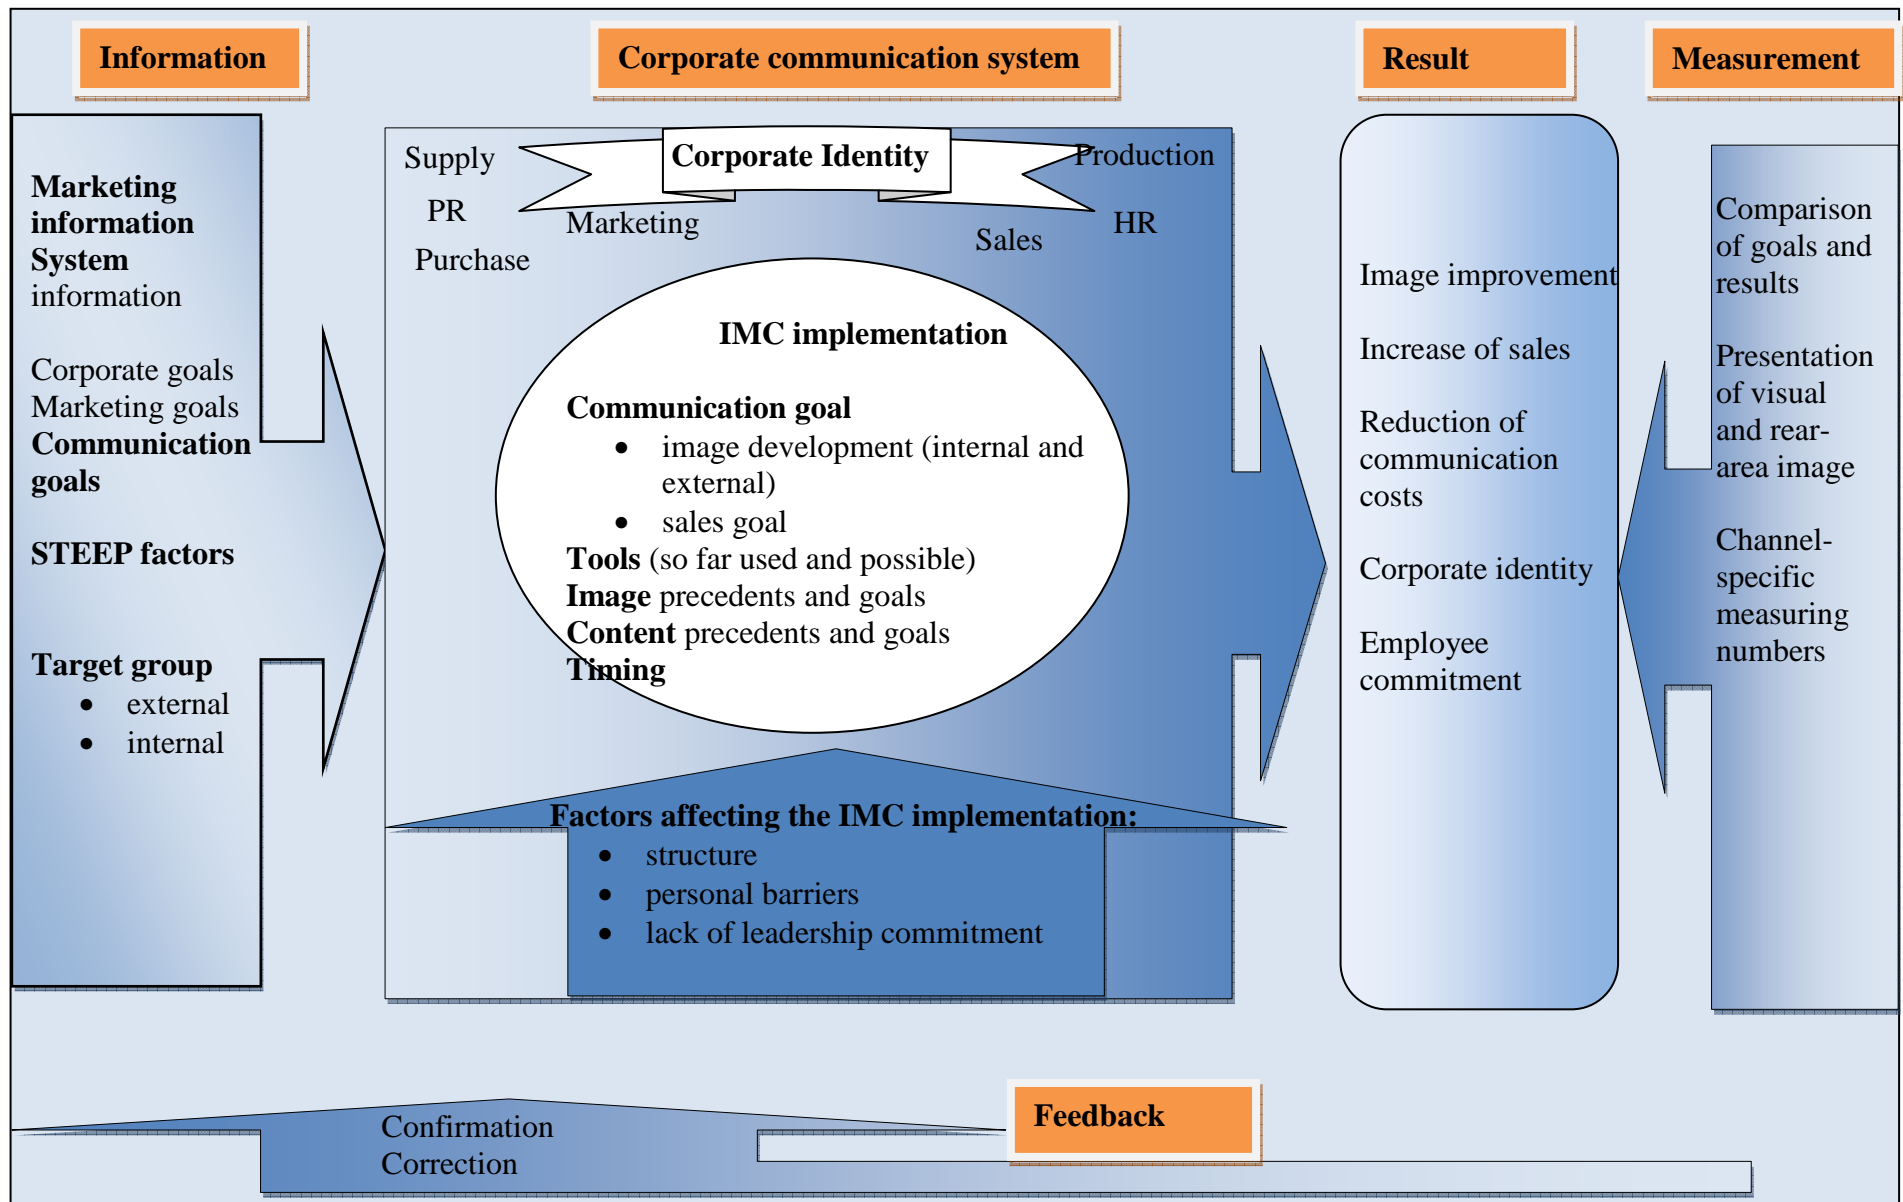 Information
Corporate communication system
Result
Measurement
Marketing
information
System
information
Corporate goals
Marketing goals
Communication
goals
STEEP factors
Target group
• external
• internal
Supply
Corporate Identity
Production
PR
Marketing
Sales
HR
Purchase
IMC implementation
Communication goal
• image development (internal and
external)
• sales goal
Tools (so far used and possible)
Image precedents and goals
Content precedents and goals
Timing
Factors affecting the IMC implementation:
• structure
• personal barriers
• lack of leadership commitment
Image improvement
Increase of sales
Reduction of
communication
costs
Corporate identity
Employee
commitment
Comparison
of goals and
results
Presentation
of visual
and rear-
area image
Channel-
specific
measuring
numbers
Feedback
Confirmation
Correction